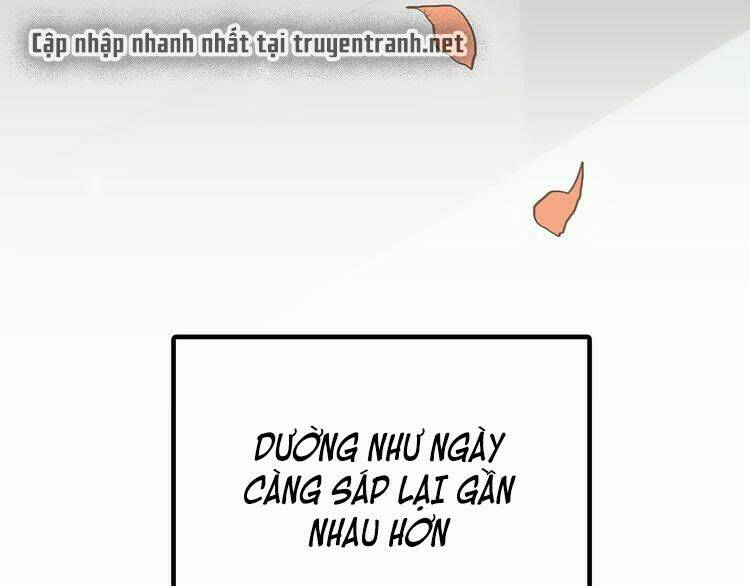 Cập nhập nhanh nhất tại truyentranh.net
DƯỜNG NHƯ NGÀY
CÀNG SÁP LẠI GẦN
NHAU HƠN